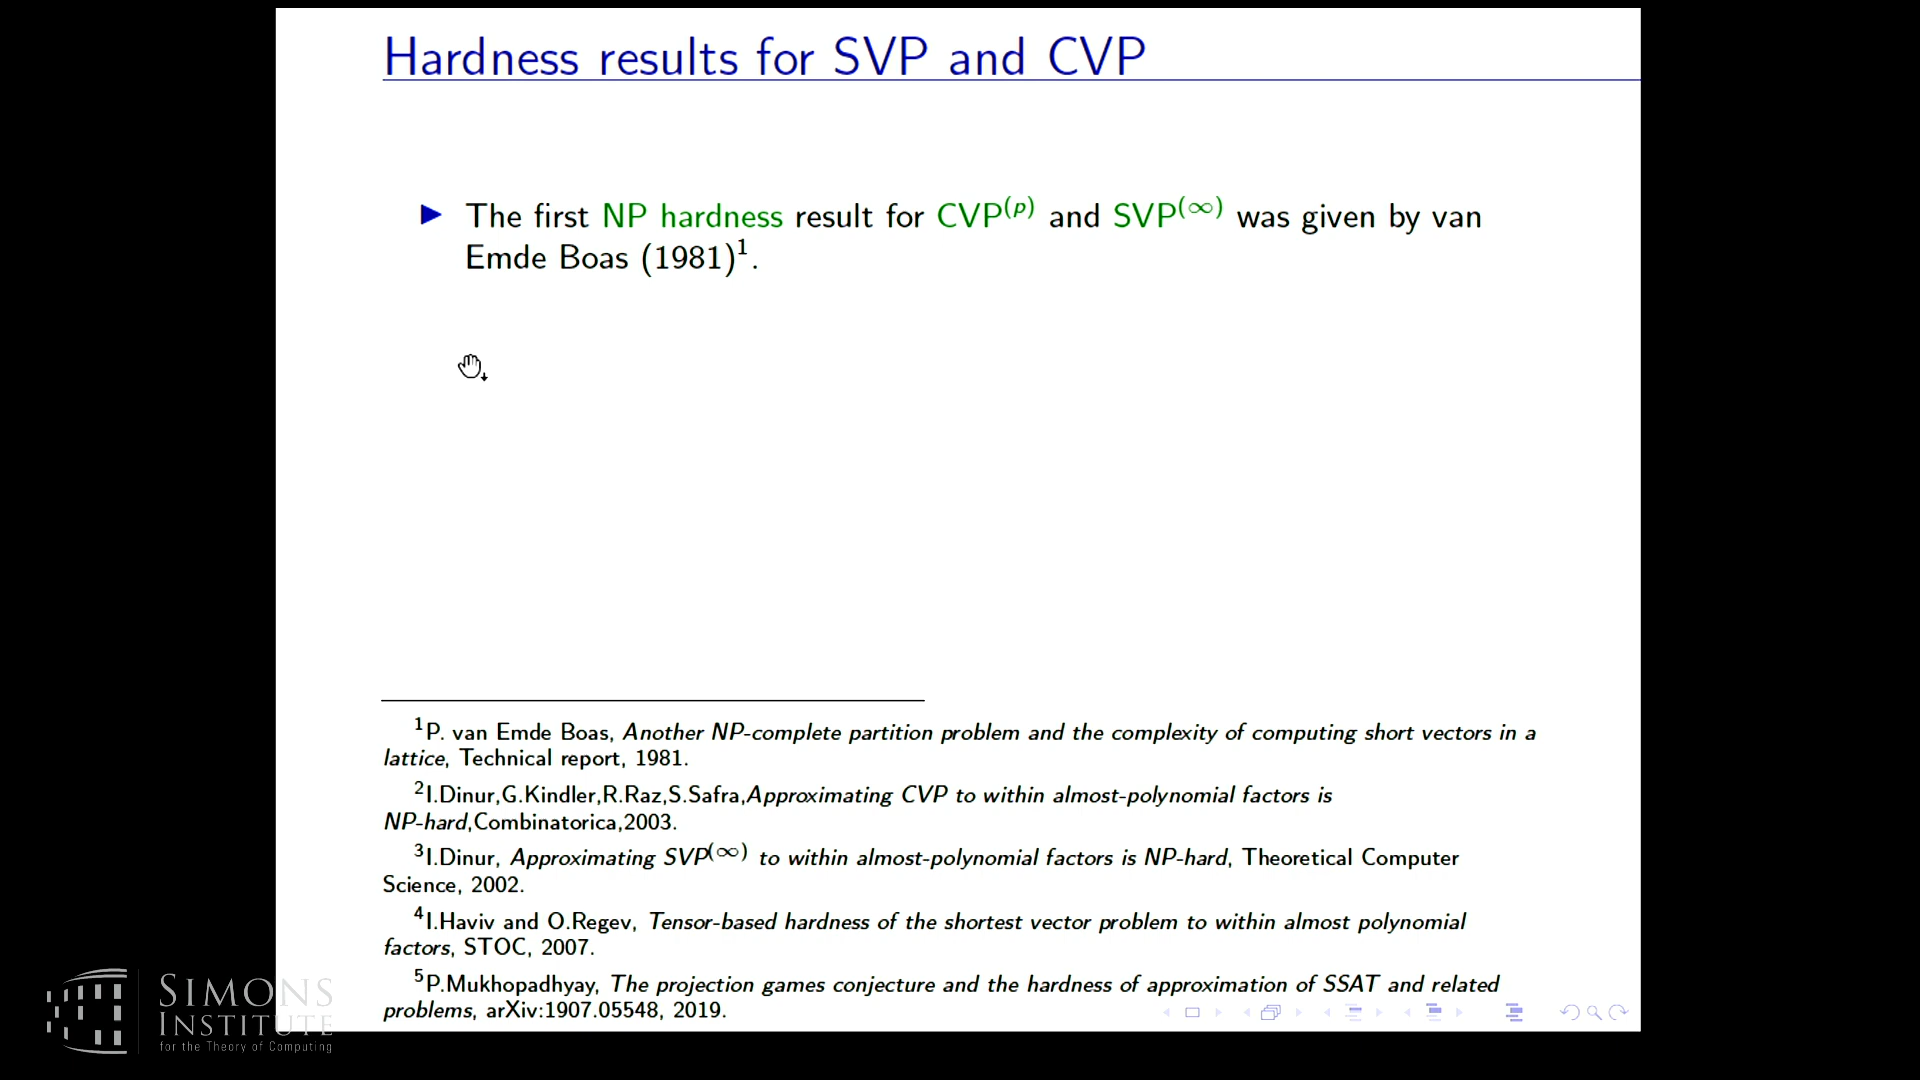 Hardness results for SVP and CVP
▶ The first NP hardness result for CVP⁽ᵖ⁾ and SVP⁽∞⁾ was given by van
Emde Boas (1981)¹.
¹P. van Emde Boas, Another NP-complete partition problem and the complexity of computing short vectors in a
lattice, Technical report, 1981.
²I.Dinur,G.Kindler,R.Raz,S.Safra,Approximating CVP to within almost-polynomial factors is
NP-hard,Combinatorica,2003.
³I.Dinur, Approximating SVP⁽∞⁾ to within almost-polynomial factors is NP-hard, Theoretical Computer
Science, 2002.
⁴I.Haviv and O.Regev, Tensor-based hardness of the shortest vector problem to within almost polynomial
factors, STOC, 2007.
⁵P.Mukhopadhyay, The projection games conjecture and the hardness of approximation of SSAT and related
problems, arXiv:1907.05548, 2019.
SIMONS
INSTITUTE
for the Theory of Computing